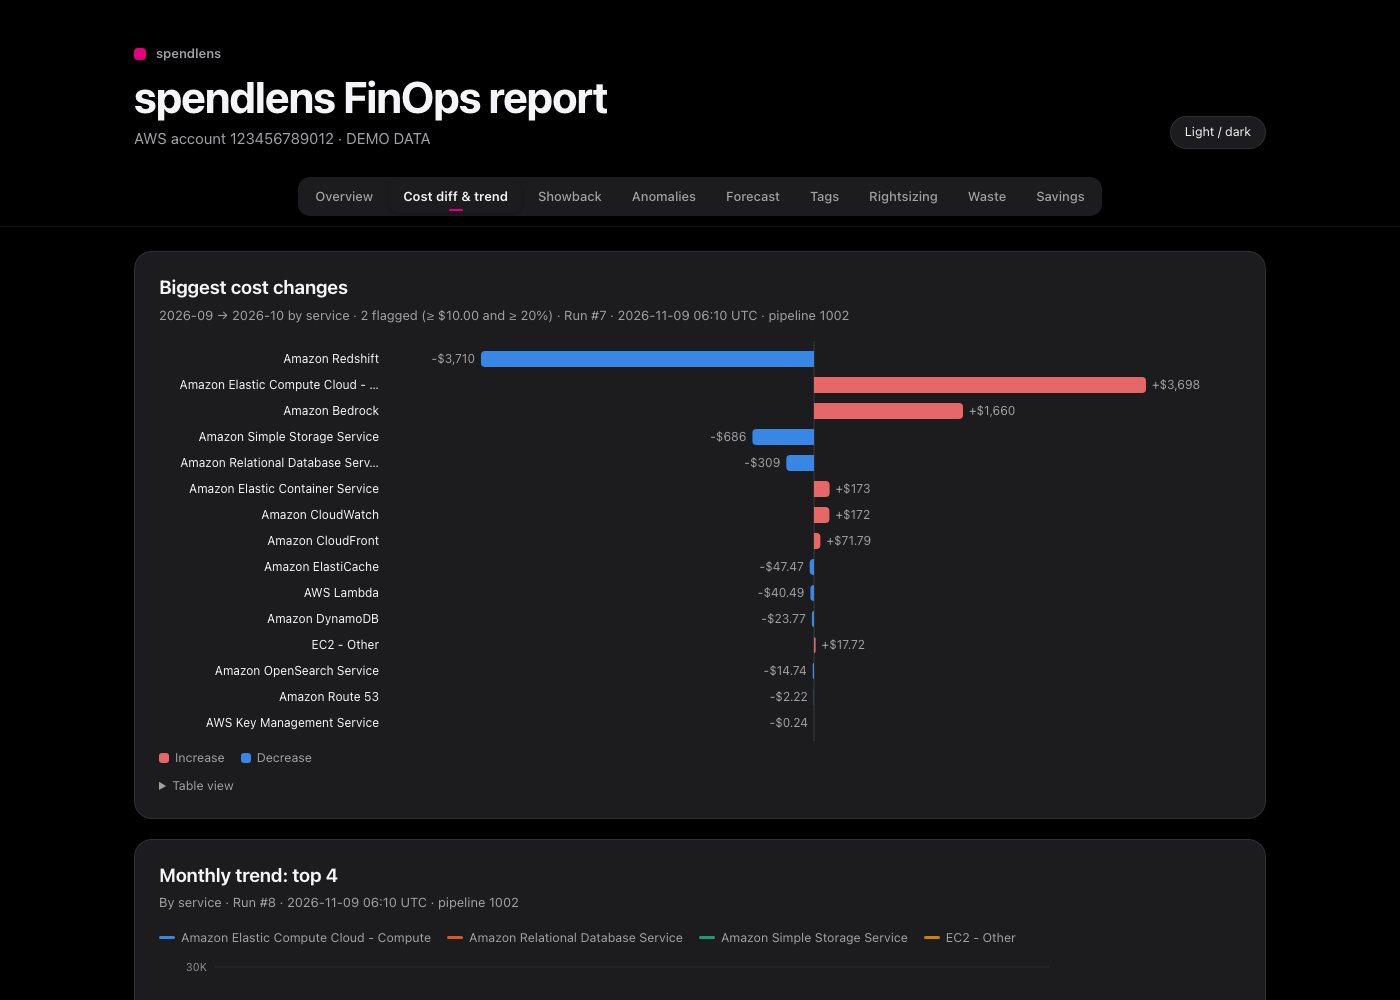 spendlens
spendlens FinOps report
AWS account 123456789012 · DEMO DATA
Light / dark
Overview Cost diff & trend Showback Anomalies Forecast Tags Rightsizing Waste Savings
Biggest cost changes
2026-09 → 2026-10 by service · 2 flagged (≥ $10.00 and ≥ 20%) · Run #7 · 2026-11-09 06:10 UTC · pipeline 1002
Amazon Redshift -$3,710
Amazon Elastic Compute Cloud - ... +$3,698
Amazon Bedrock +$1,660
Amazon Simple Storage Service -$686
Amazon Relational Database Serv... -$309
Amazon Elastic Container Service +$173
Amazon CloudWatch +$172
Amazon CloudFront +$71.79
Amazon ElastiCache -$47.47
AWS Lambda -$40.49
Amazon DynamoDB -$23.77
EC2 - Other +$17.72
Amazon OpenSearch Service -$14.74
Amazon Route 53 -$2.22
AWS Key Management Service -$0.24
Increase Decrease
Table view
Monthly trend: top 4
By service · Run #8 · 2026-11-09 06:10 UTC · pipeline 1002
Amazon Elastic Compute Cloud - Compute Amazon Relational Database Service Amazon Simple Storage Service EC2 - Other
30K